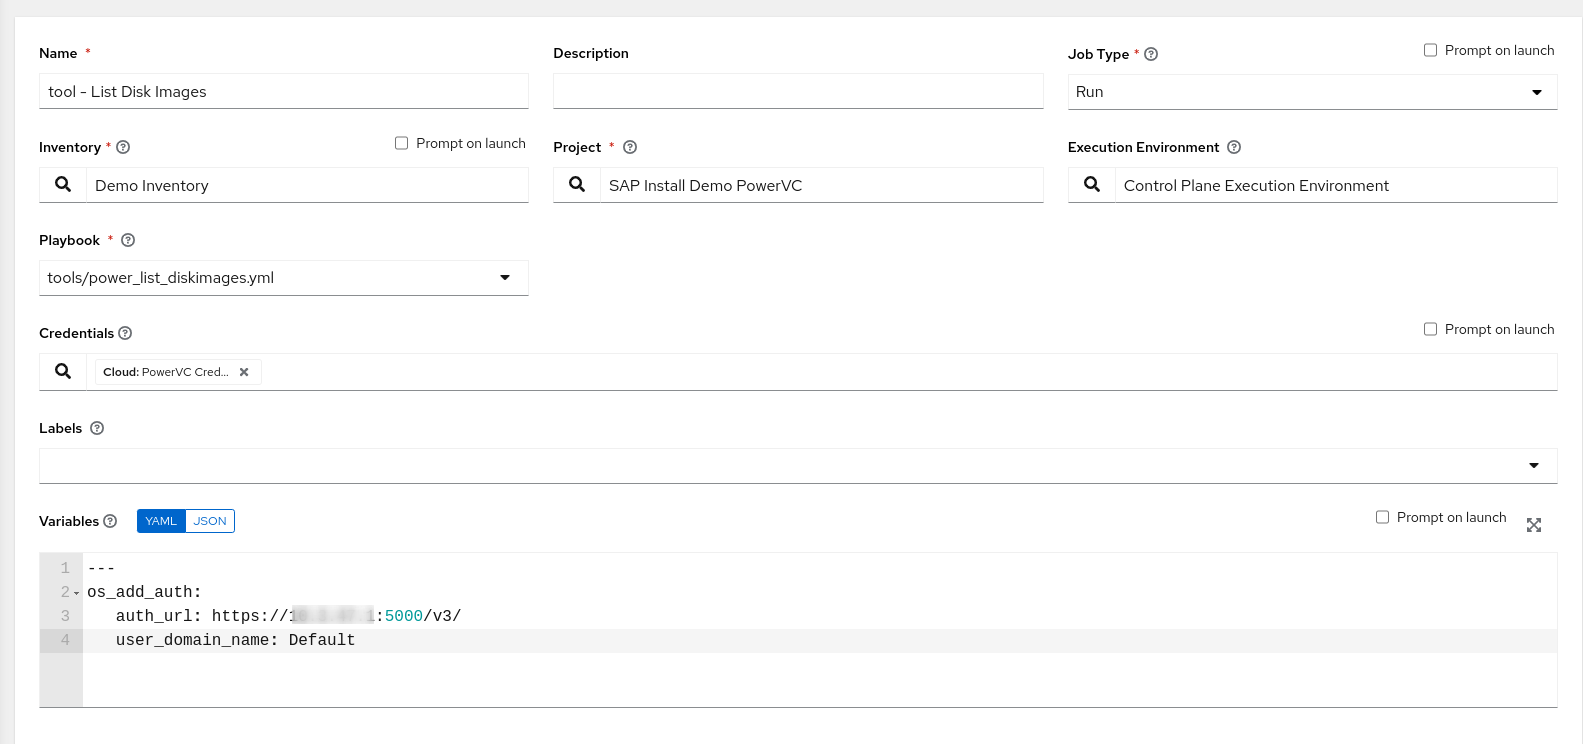 Name *
Description
Job Type *
Prompt on launch
tool - List Disk Images
Run
Inventory *
Prompt on launch
Project *
Execution Environment
Demo Inventory
SAP Install Demo PowerVC
Control Plane Execution Environment
Playbook *
tools/power_list_diskimages.yml
Credentials
Prompt on launch
Cloud: PowerVC Cred...
Labels
Variables
YAML
JSON
Prompt on launch
1 ---
2 os_add_auth:
3 auth_url: https:// :5000/v3/
4 user_domain_name: Default